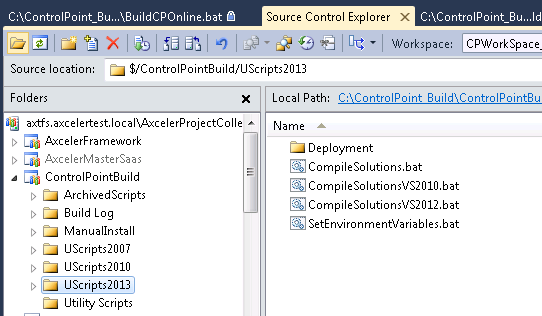 C:\ControlPoint_Bu...\BuildCPOnline.bat
Source Control Explorer
C:\ControlPoint_Bu...ld
Workspace:
CPWorkSpace_
Source location:
$/ControlPointBuild/UScripts2013
Folders
Local Path:
C:\ControlPoint_Build\ControlPointBu
axtfs.axcelertest.local\AxcelerProjectColle
Name
AxcelerFramework
AxcelerMasterSaas
ControlPointBuild
ArchivedScripts
Build Log
ManualInstall
UScripts2007
UScripts2010
UScripts2013
Utility Scripts
Deployment
CompileSolutions.bat
CompileSolutionsVS2010.bat
CompileSolutionsVS2012.bat
SetEnvironmentVariables.bat